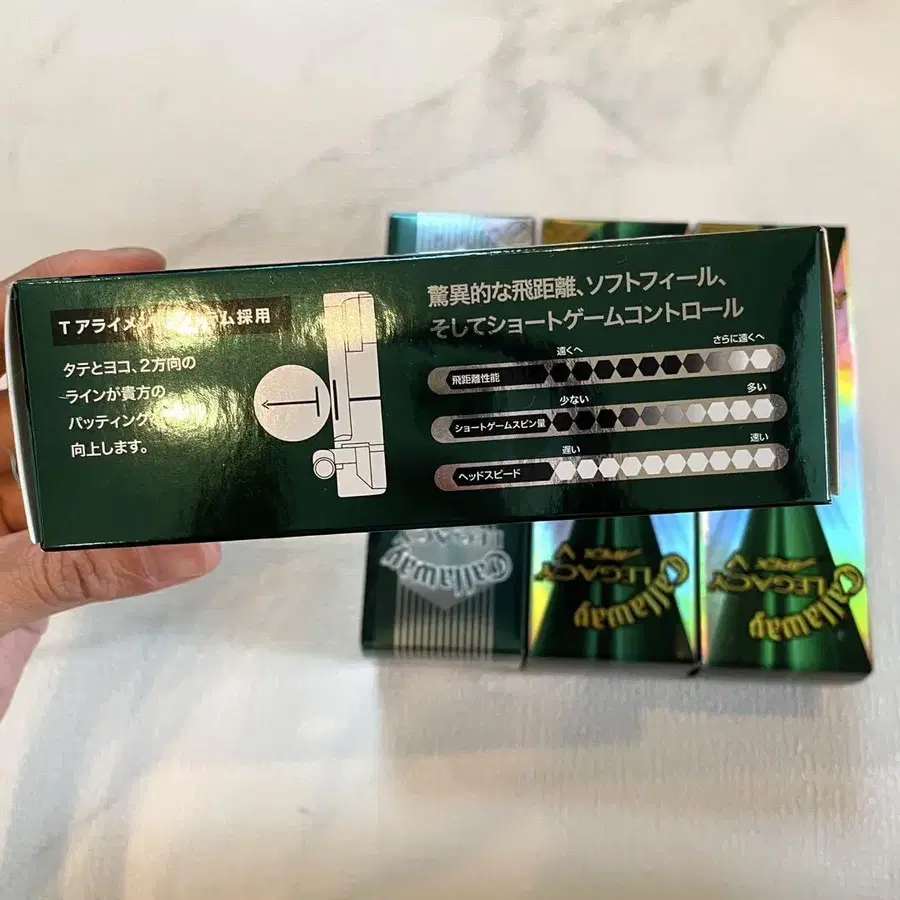 T アライメン ム採用
タテとヨコ、2方向の
ラインが貴方の
パッティング
向上します。
驚異的な飛距離、ソフトフィール、
そしてショートゲームコントロール
遠くへ さらに遠くへ
飛距離性能
少ない 多い
ショートゲームスピン量
遅い 速い
ヘッドスピード
LEGACY
Callaway
APEX V
LEGACY
Callaway
APEX V
LEGACY
Callaway